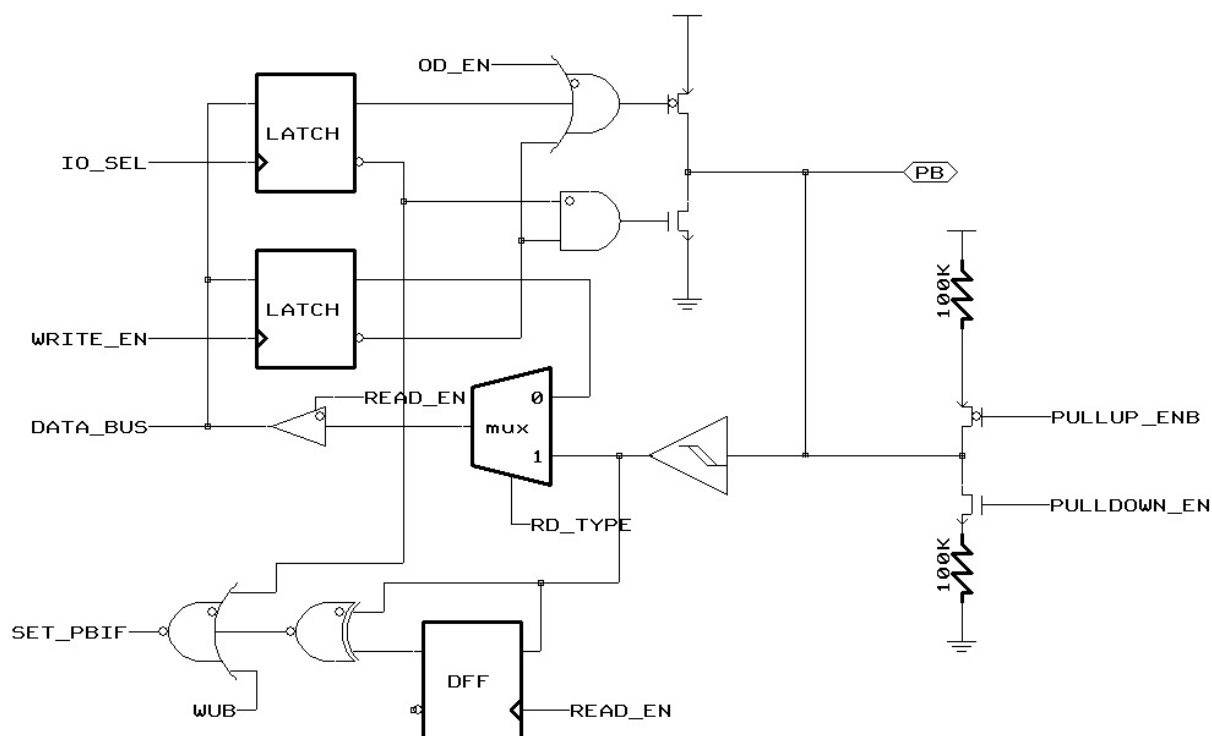 OD_EN
LATCH
IO_SEL
PB
100K
LATCH
WRITE_EN
READ_EN
0
DATA_BUS
mux
PULLUP_ENB
1
PULLDOWN_EN
RD_TYPE
100K
SET_PBIF
DFF
WUB
READ_EN